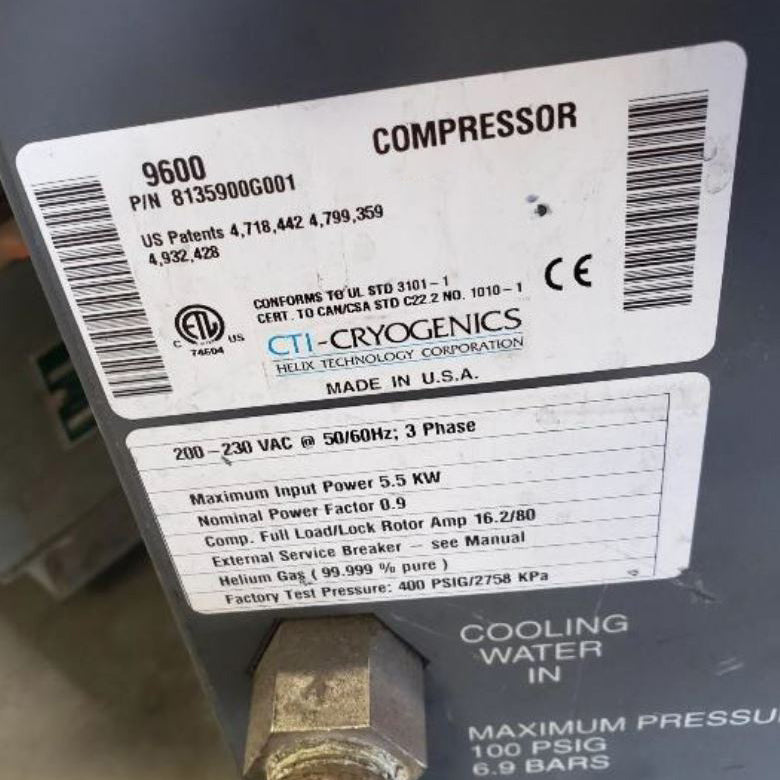 COMPRESSOR
9600
P/N 8135900G001
US Patents 4,718,442 4,799,359
4,932,428
CONFORMS TO UL STD 3101-1
CERT. TO CAN/CSA STD C22.2 NO. 1010-1
CE
C ETL US
CTI-CRYOGENICS
HELIX TECHNOLOGY CORPORATION
MADE IN U.S.A.
200-230 VAC @ 50/60Hz; 3 Phase
Maximum Input Power 5.5 KW
Nominal Power Factor 0.9
Comp. Full Load/Lock Rotor Amp 16.2/80
External Service Breaker — see Manual
Helium Gas ( 99.999 % pure )
Factory Test Pressure: 400 PSIG/2758 KPa
COOLING
WATER
IN
MAXIMUM PRESSU
100 PSIG
6.9 BARS